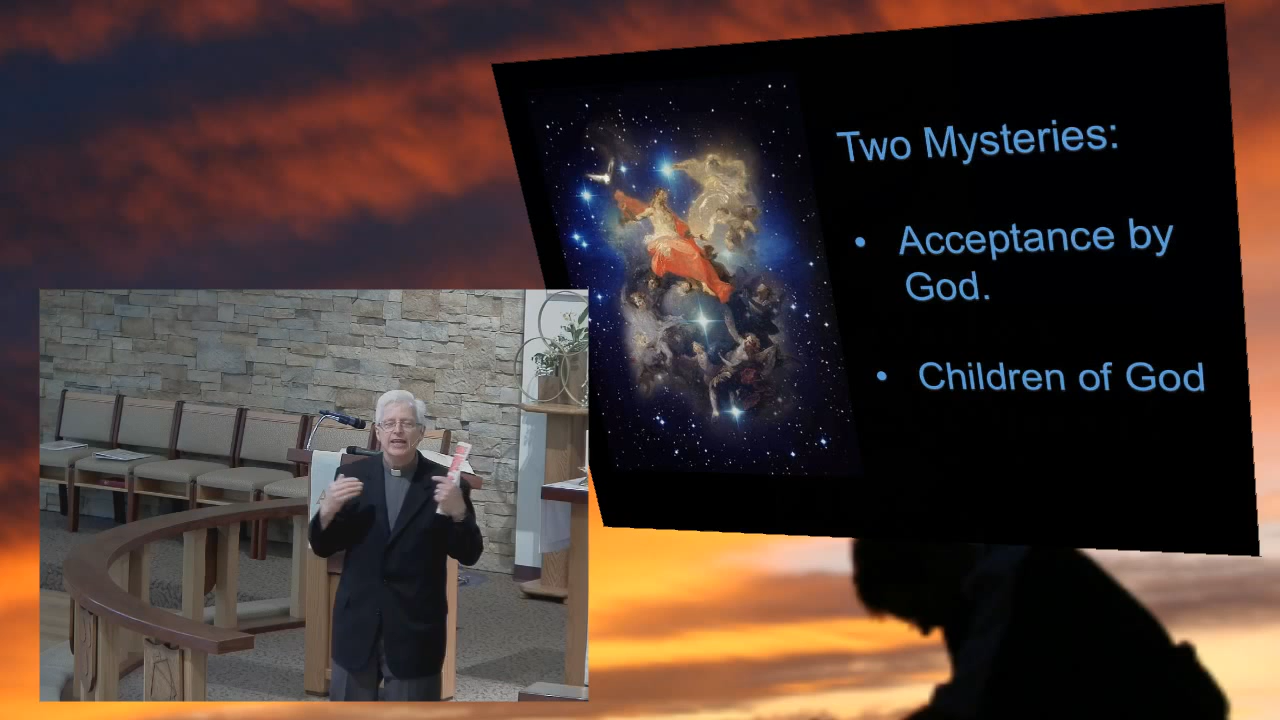 Two Mysteries:
• Acceptance by
God.
• Children of God